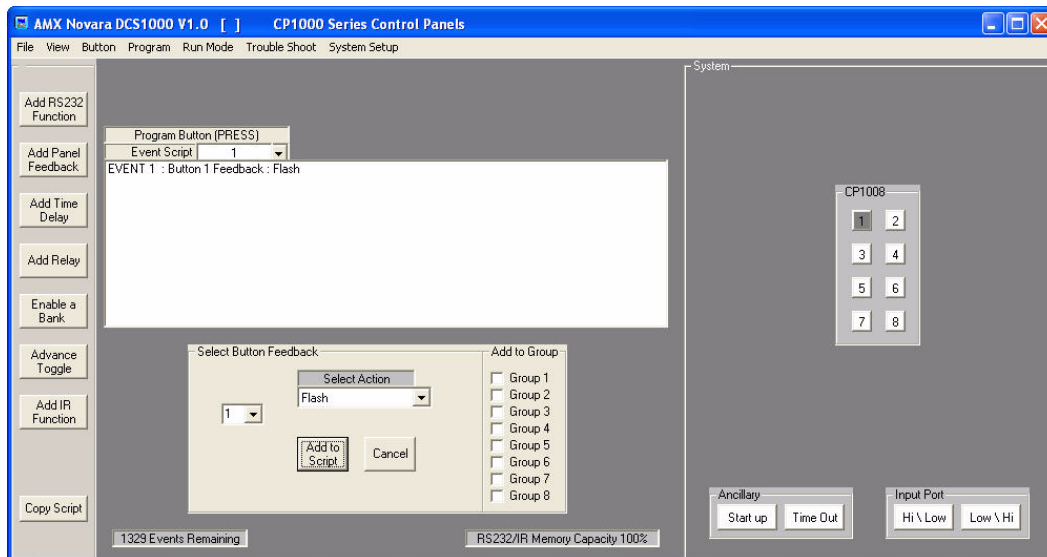 AMX Novara DCS1000 V1.0 [ ] CP1000 Series Control Panels
File View Button Program Run Mode Trouble Shoot System Setup
System
Add RS232
Function
Add Panel
Feedback
Add Time
Delay
Add Relay
Enable a
Bank
Advance
Toggle
Add IR
Function
Copy Script
Program Button (PRESS)
Event Script 1
EVENT 1 : Button 1 Feedback : Flash
Select Button Feedback
Select Action
Flash
1
Add to
Script
Cancel
Add to Group
Group 1
Group 2
Group 3
Group 4
Group 5
Group 6
Group 7
Group 8
1329 Events Remaining
RS232/IR Memory Capacity 100%
CP1008
1 2
3 4
5 6
7 8
Ancillary
Start up Time Out
Input Port
Hi \ Low Low \ Hi